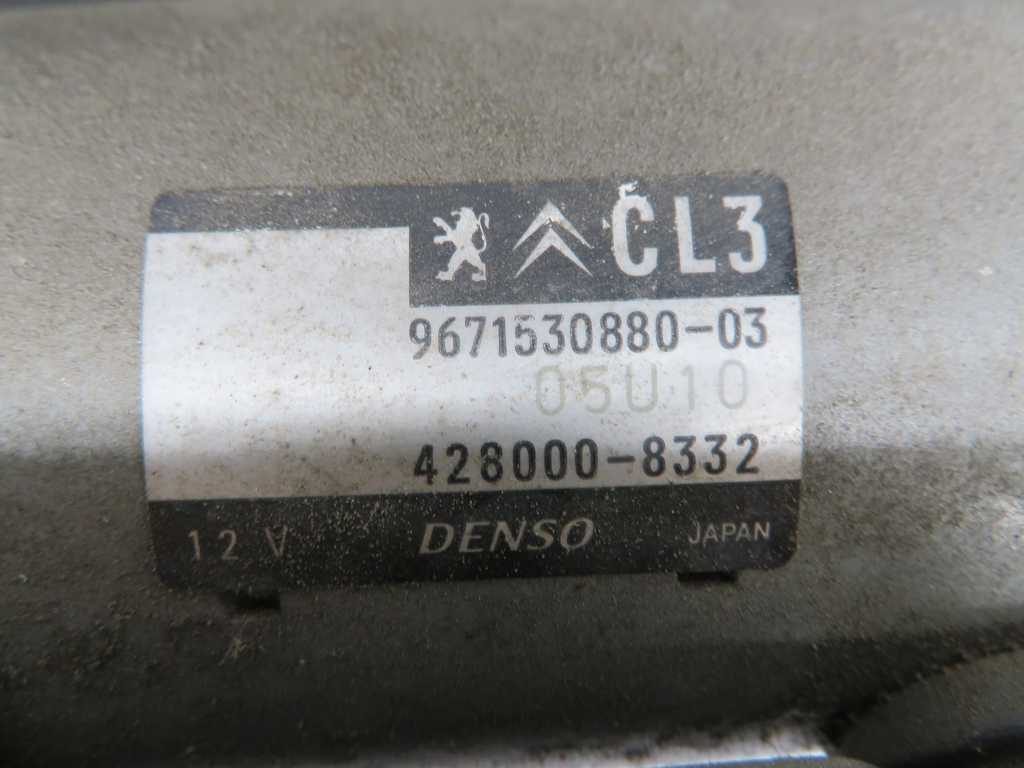 CL3
9671530880-03
05U10
428000-8332
12 V DENSO JAPAN